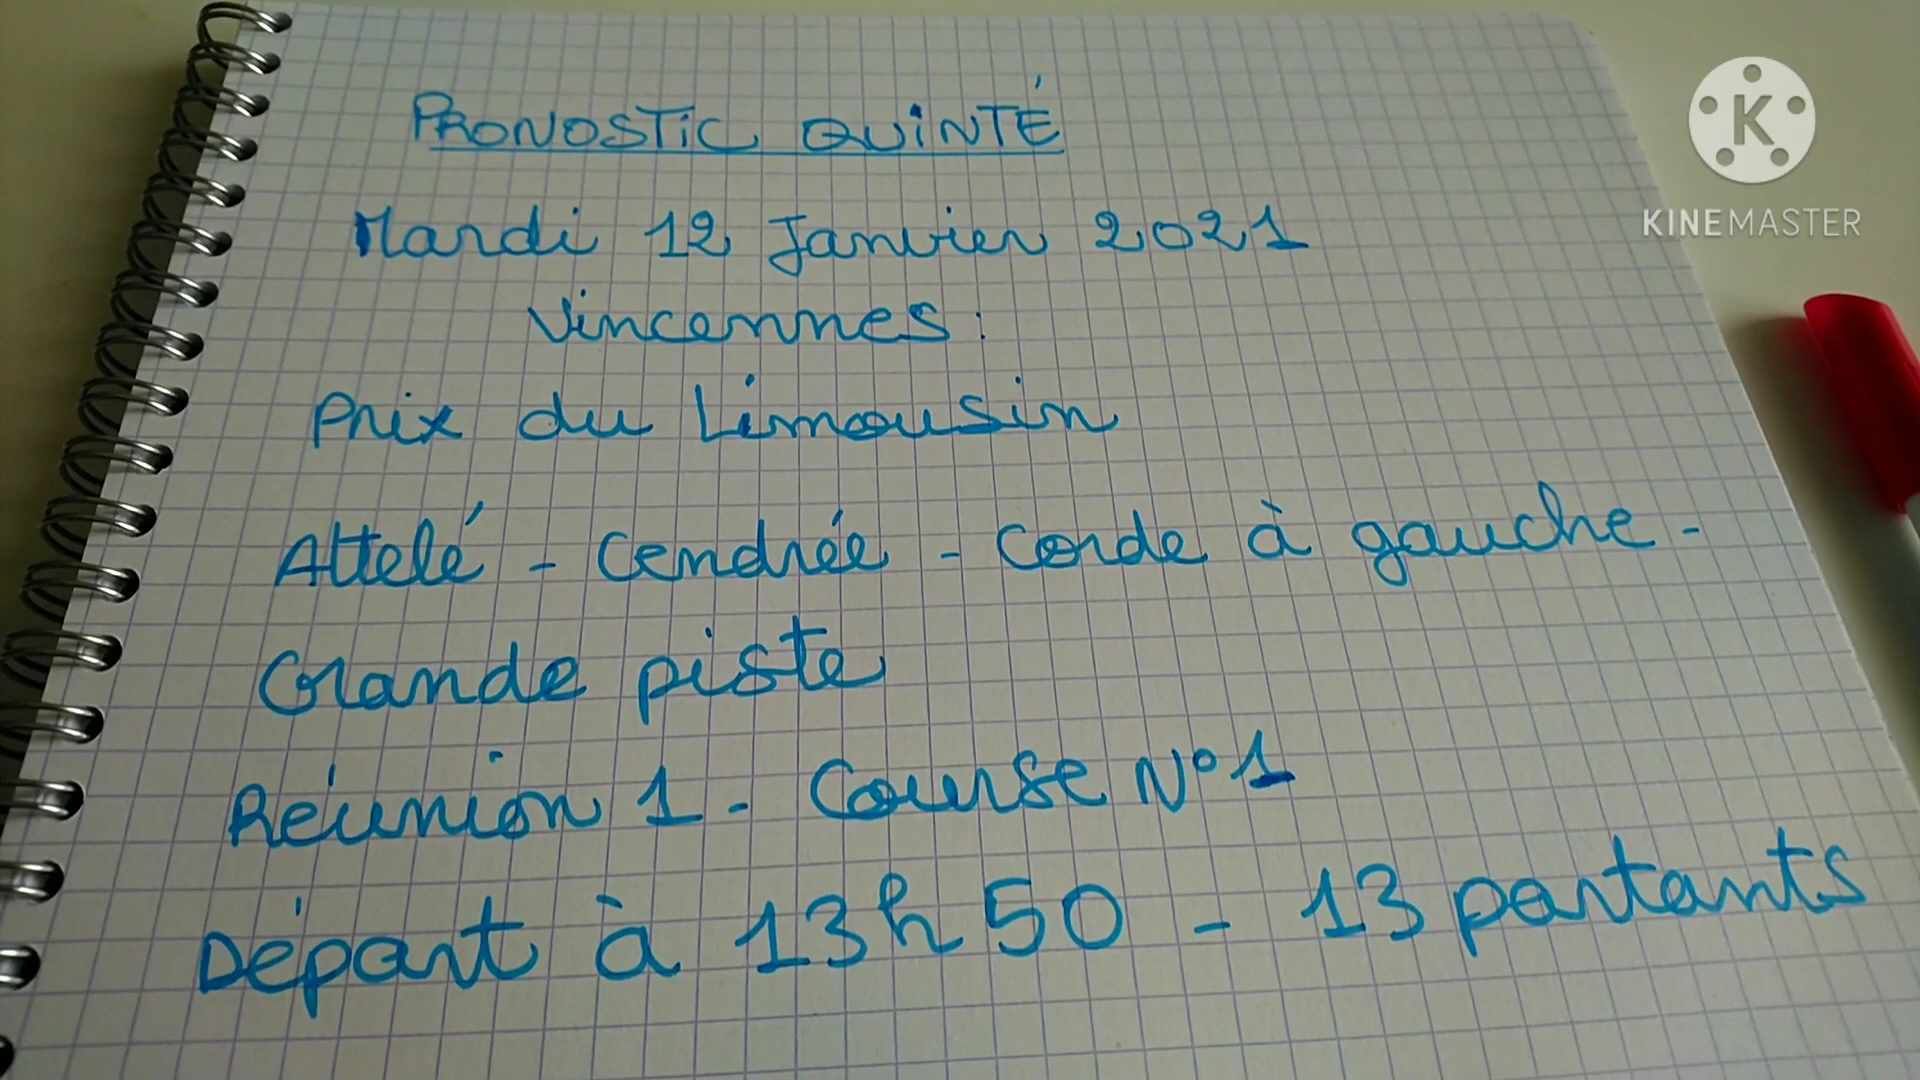 PRONOSTIC QUINTÉ
Mardi 12 Janvier 2021
Vincennes:
Prix du Limousin
Attelé - Cendrée - Corde à gauche -
Grande piste
Réunion 1 - Course N°1
Départ à 13h50 - 13 partants
K
KINEMASTER